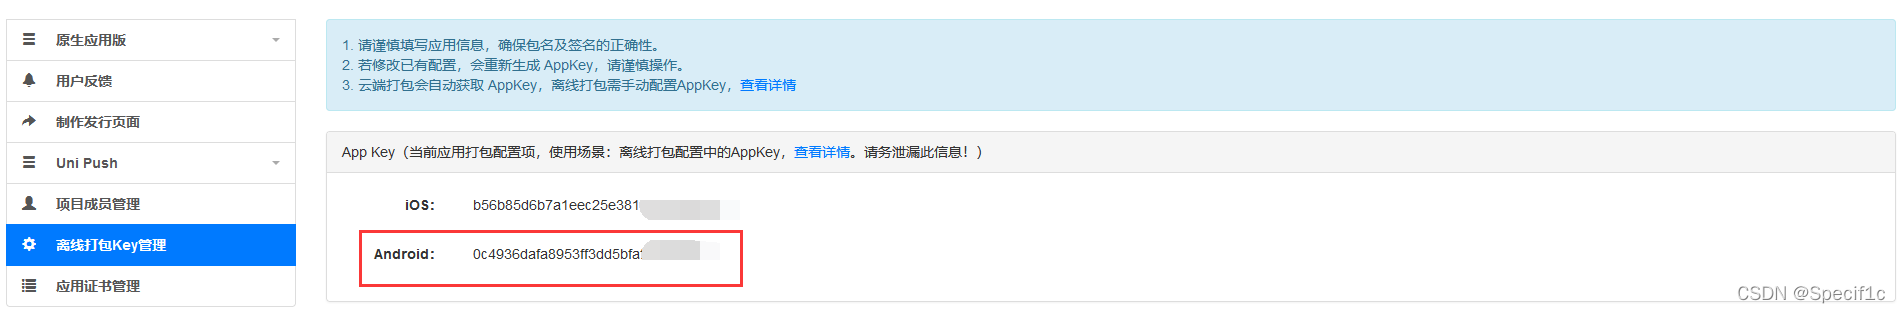 原生应用版
用户反馈
制作发行页面
Uni Push
项目成员管理
离线打包Key管理
应用证书管理
1. 请谨慎填写应用信息，确保包名及签名的正确性。
2. 若修改已有配置，会重新生成 AppKey，请谨慎操作。
3. 云端打包会自动获取 AppKey，离线打包需手动配置AppKey，查看详情
App Key（当前应用打包配置项，使用场景：离线打包配置中的AppKey，查看详情。请务泄漏此信息！）
iOS： b56b85d6b7a1eec25e381
Android： 0c4936dafa8953ff3dd5bfa
CSDN @Specif1c